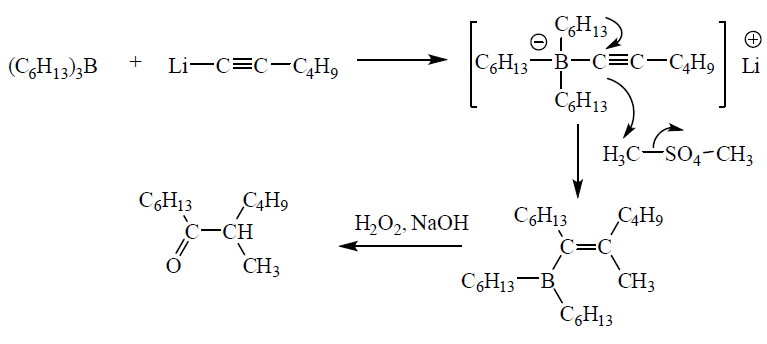 (C₆H₁₃)₃B + Li—C≡C—C₄H₉
C₆H₁₃
C₆H₁₃—B—C≡C—C₄H₉
⊖
C₆H₁₃
⊕
Li
H₃C—SO₄—CH₃
C₆H₁₃ C₄H₉
C=C
C₆H₁₃—B CH₃
C₆H₁₃
H₂O₂, NaOH
C₆H₁₃ C₄H₉
C—CH
O CH₃